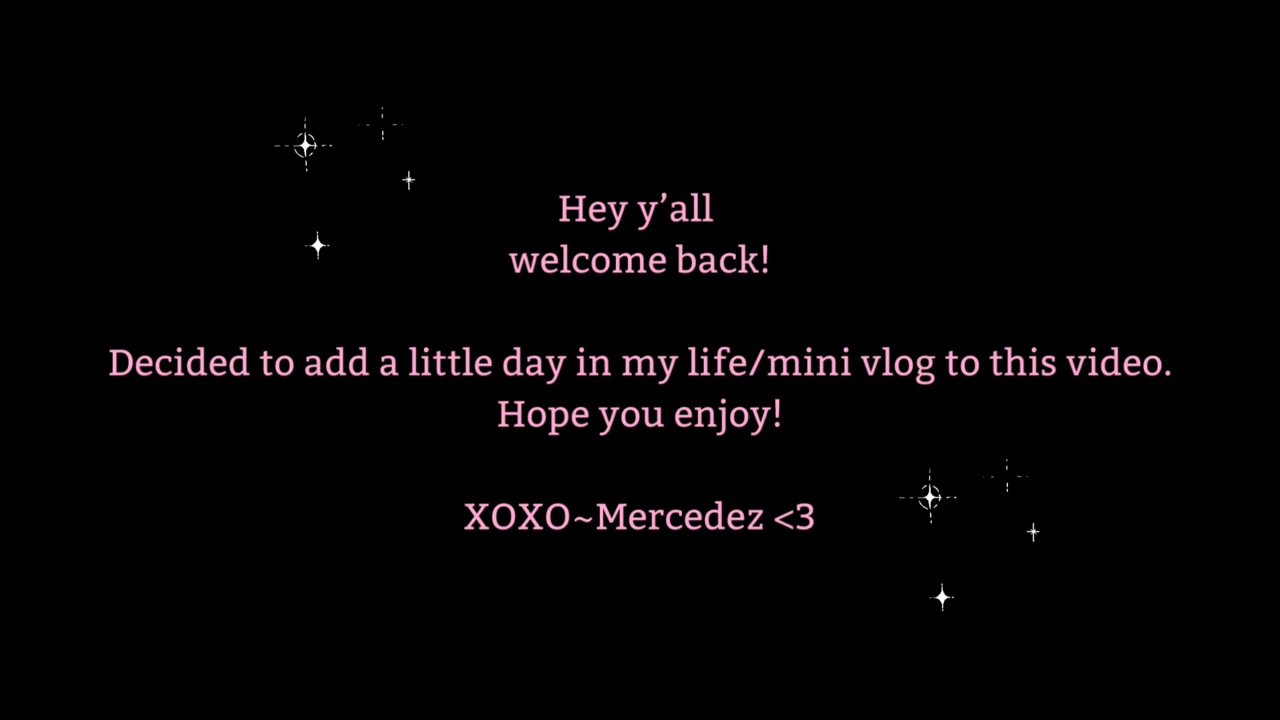 Hey y’all
welcome back!
Decided to add a little day in my life/mini vlog to this video.
Hope you enjoy!
XOXO~Mercedez <3